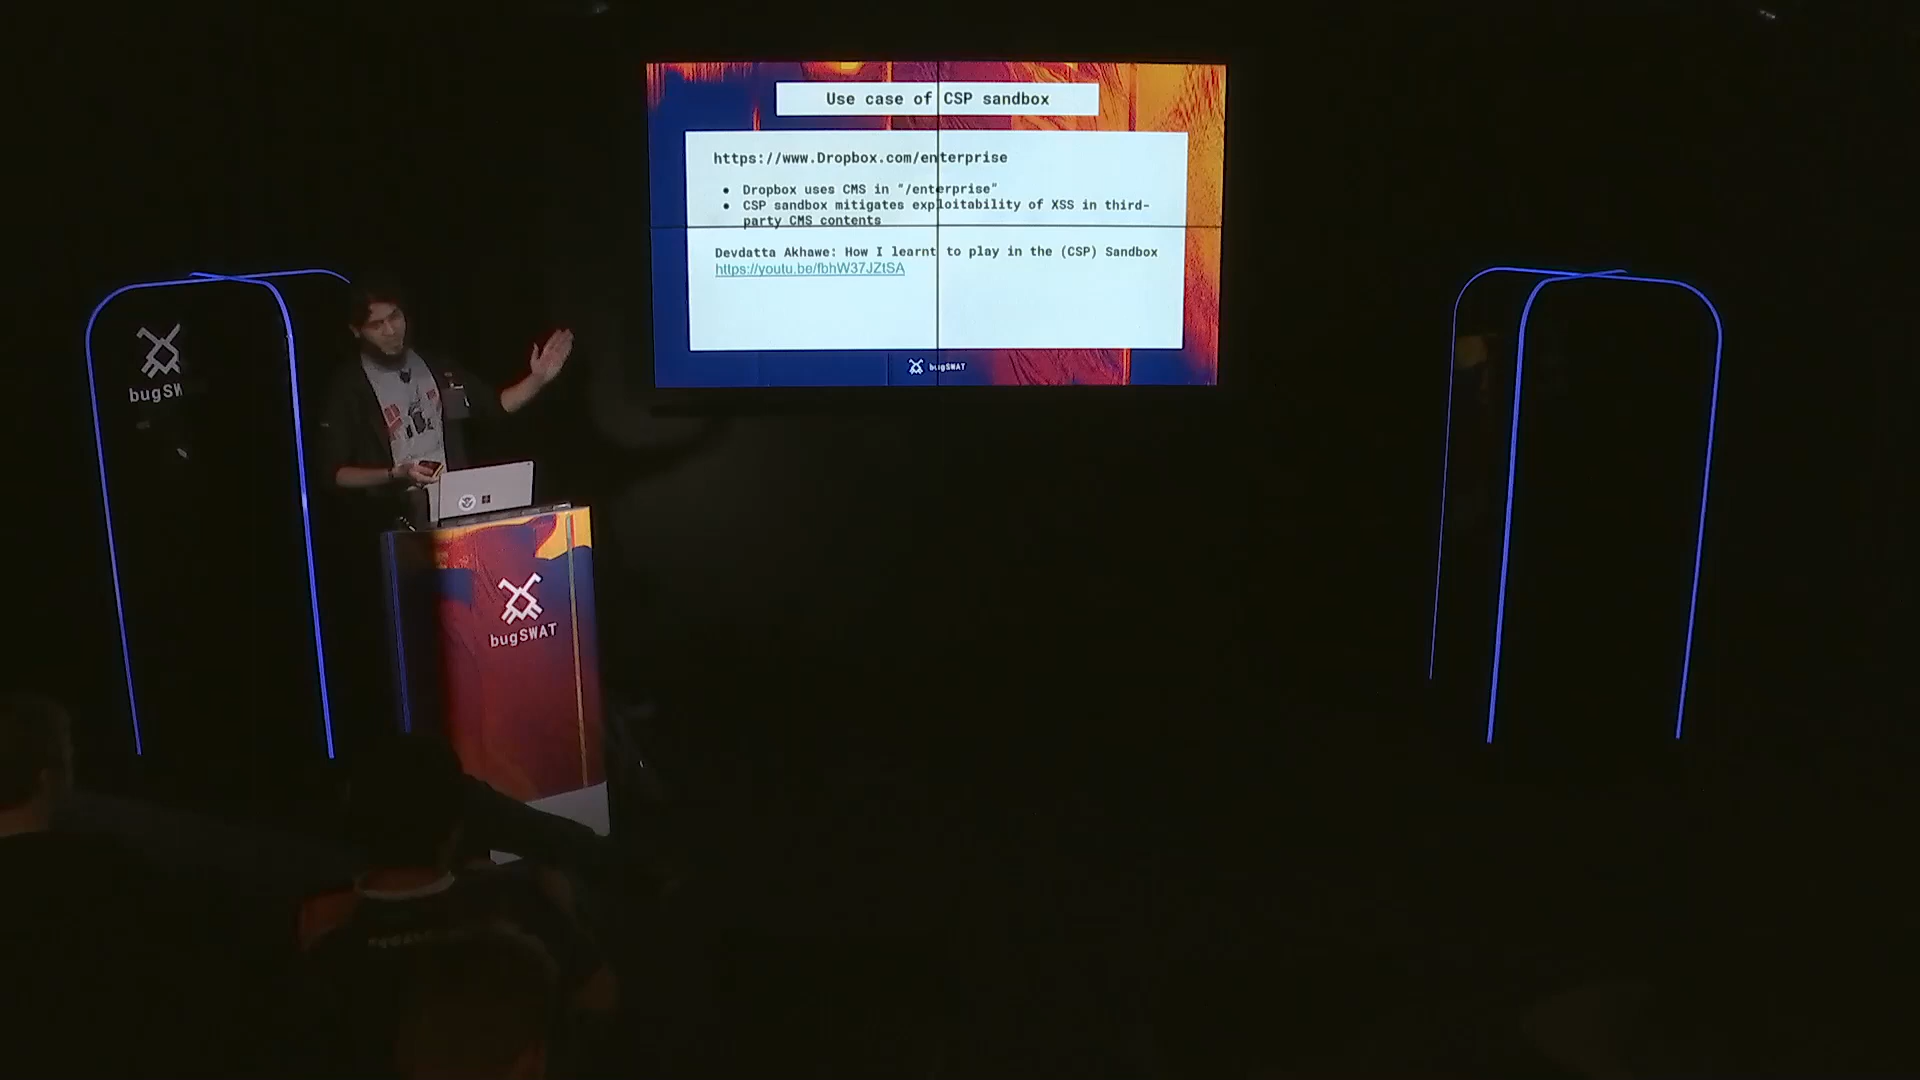 Use case of CSP sandbox
https://www.Dropbox.com/enterprise
● Dropbox uses CMS in "/enterprise"
● CSP sandbox mitigates exploitability of XSS in third-
party CMS contents
Devdatta Akhawe: How I learnt to play in the (CSP) Sandbox
https://youtu.be/fbhW37JZtSA
bugSWAT
bugSW
bugSWAT